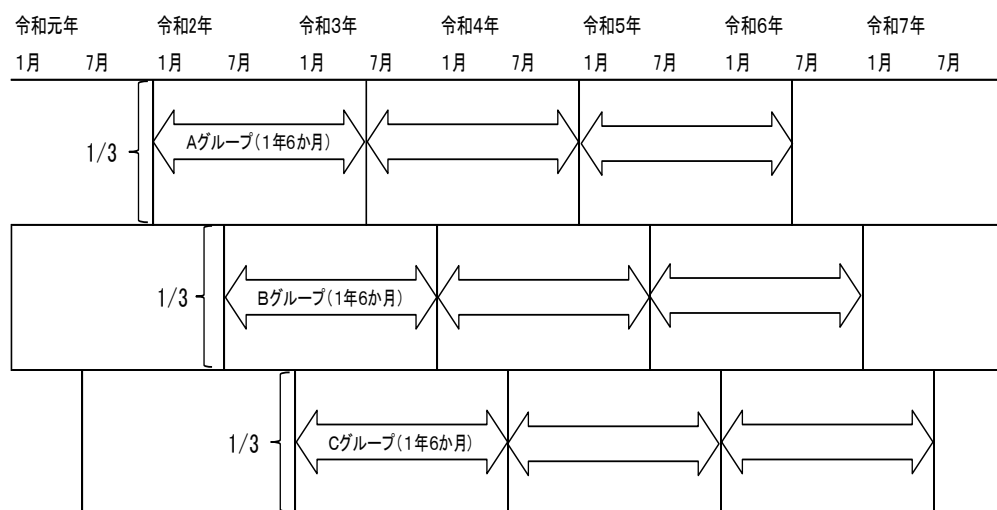 令和元年 令和2年 令和3年 令和4年 令和5年 令和6年 令和7年
1月 7月 1月 7月 1月 7月 1月 7月 1月 7月 1月 7月 1月 7月
1/3
Aグループ(1年6か月)
1/3
Bグループ(1年6か月)
1/3
Cグループ(1年6か月)